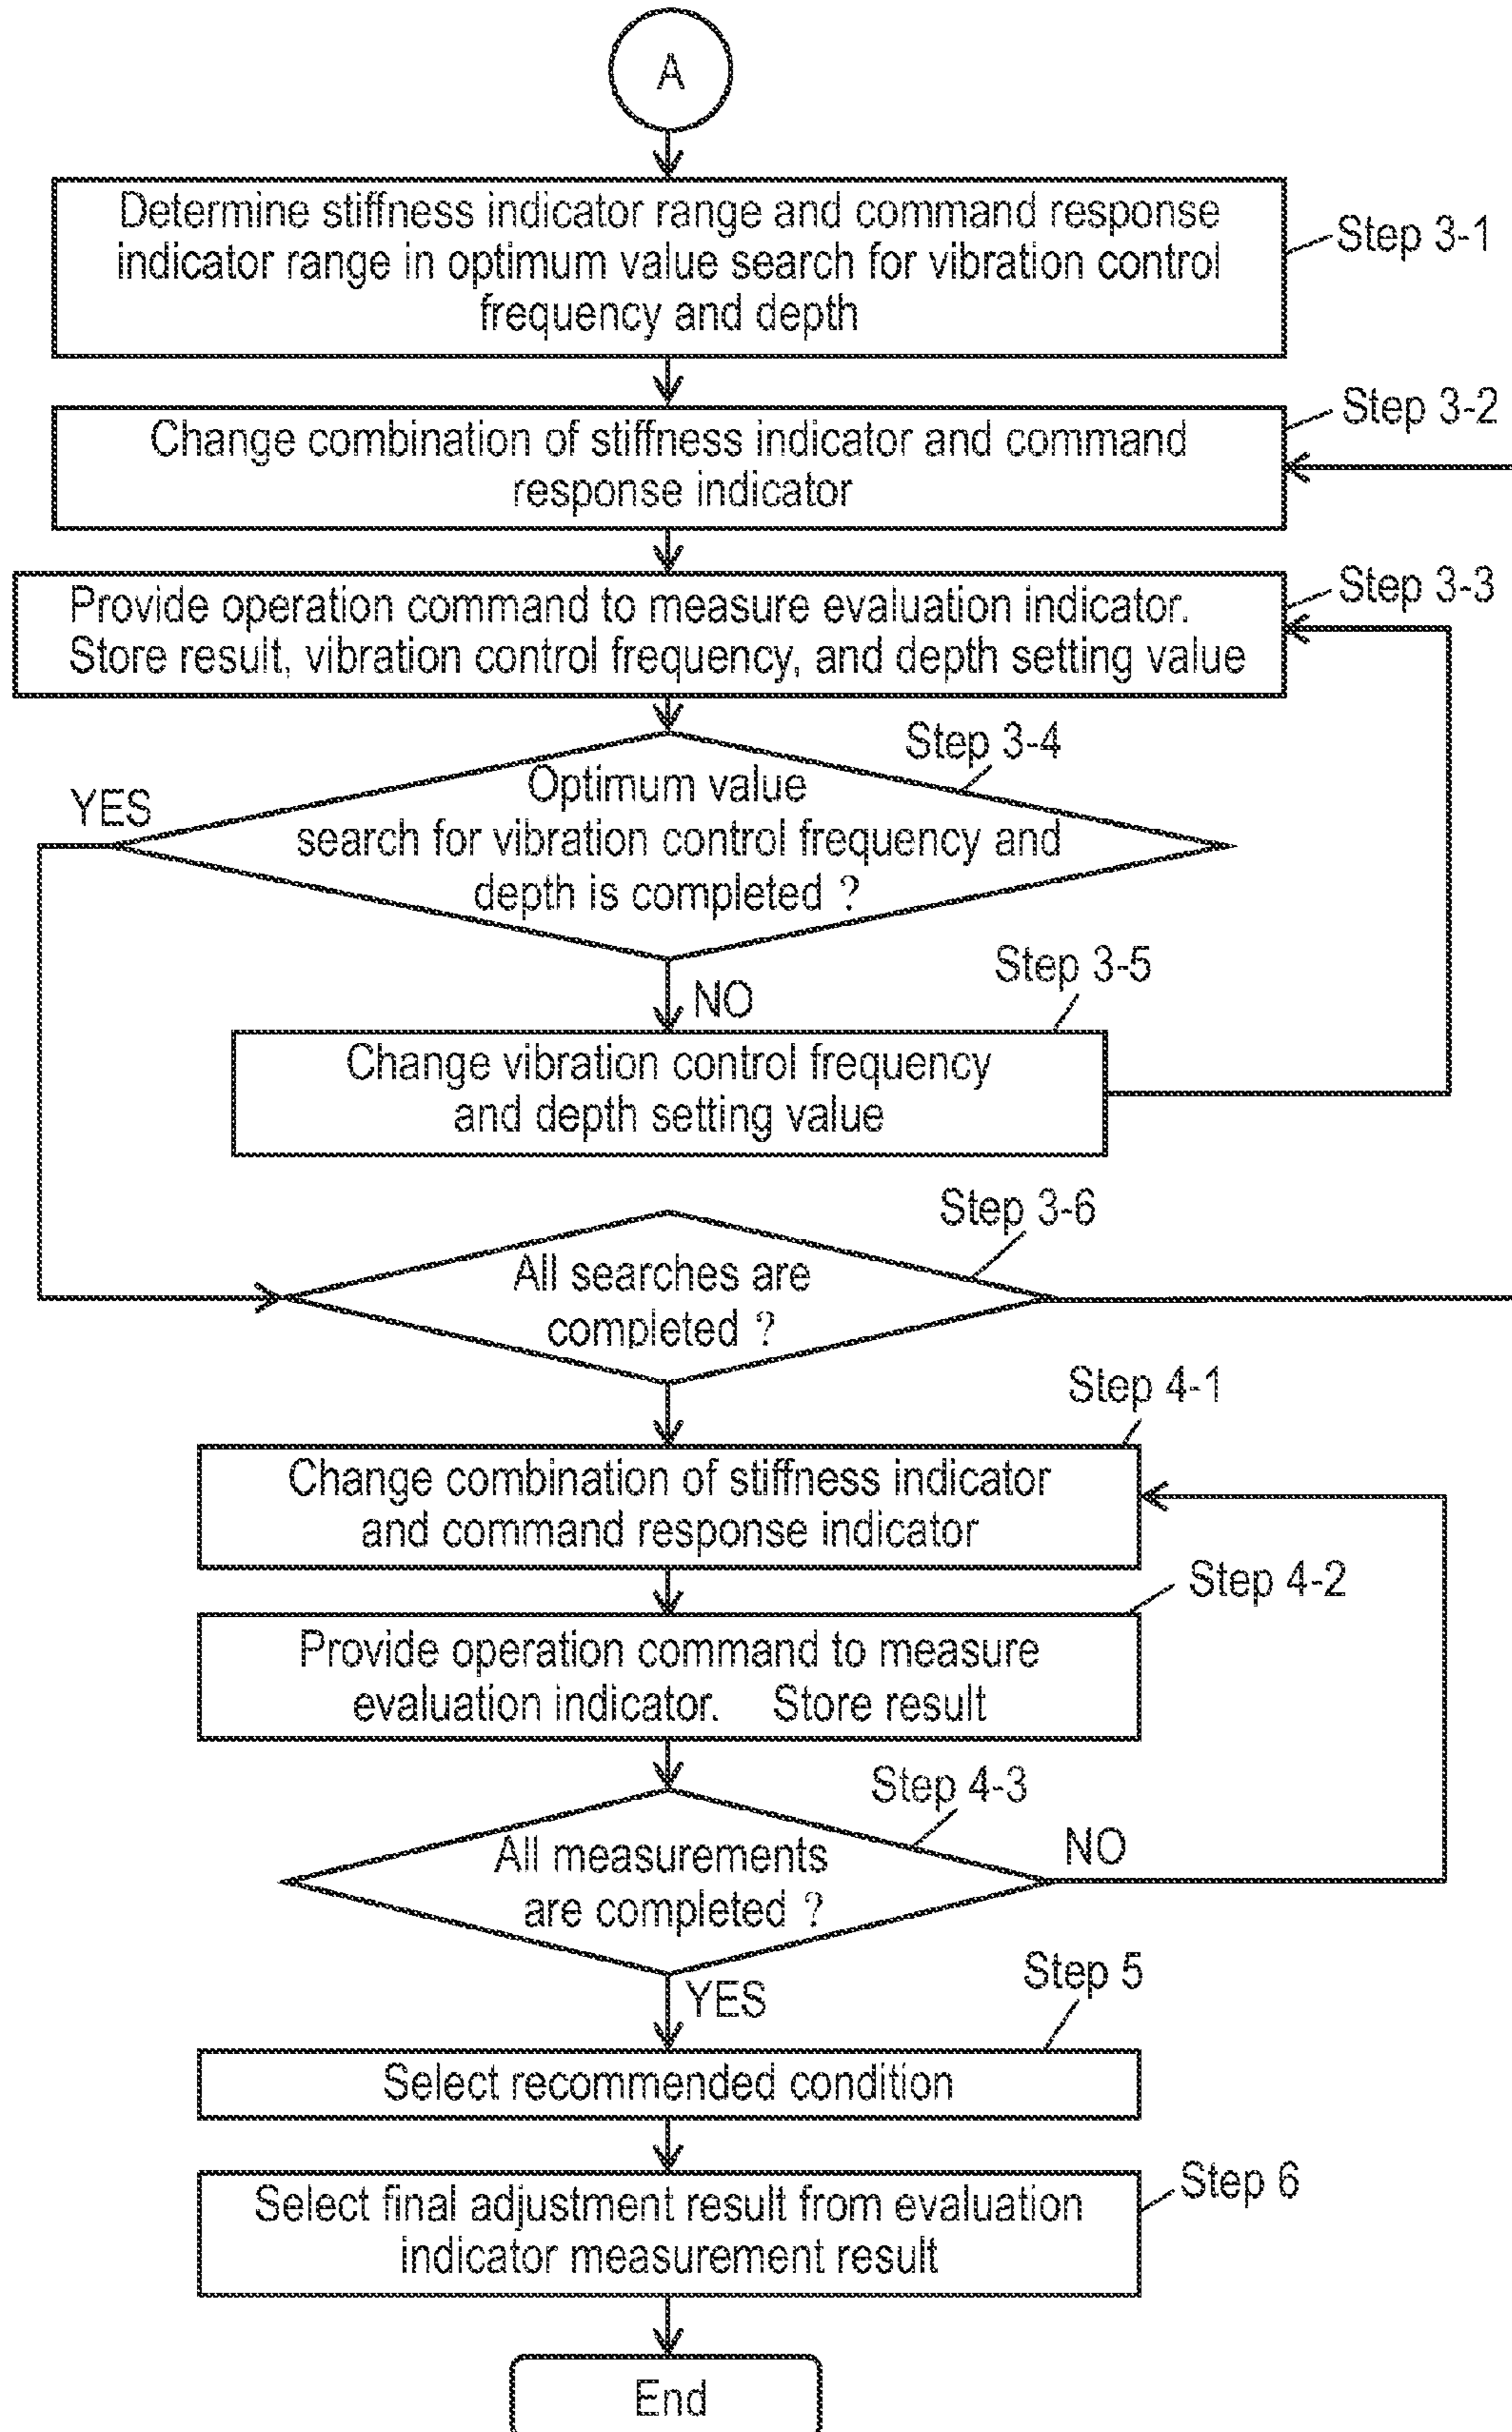 A
Determine stiffness indicator range and command response
indicator range in optimum value search for vibration control
frequency and depth
Step 3-1
Change combination of stiffness indicator and command
response indicator
Step 3-2
Provide operation command to measure evaluation indicator.
Store result, vibration control frequency, and depth setting value
Step 3-3
Step 3-4
Optimum value
search for vibration control frequency and
depth is completed ?
YES
NO
Step 3-5
Change vibration control frequency
and depth setting value
Step 3-6
All searches are
completed ?
Step 4-1
Change combination of stiffness indicator
and command response indicator
Step 4-2
Provide operation command to measure
evaluation indicator. Store result
Step 4-3
All measurements
are completed ?
NO
YES
Step 5
Select recommended condition
Step 6
Select final adjustment result from evaluation
indicator measurement result
End